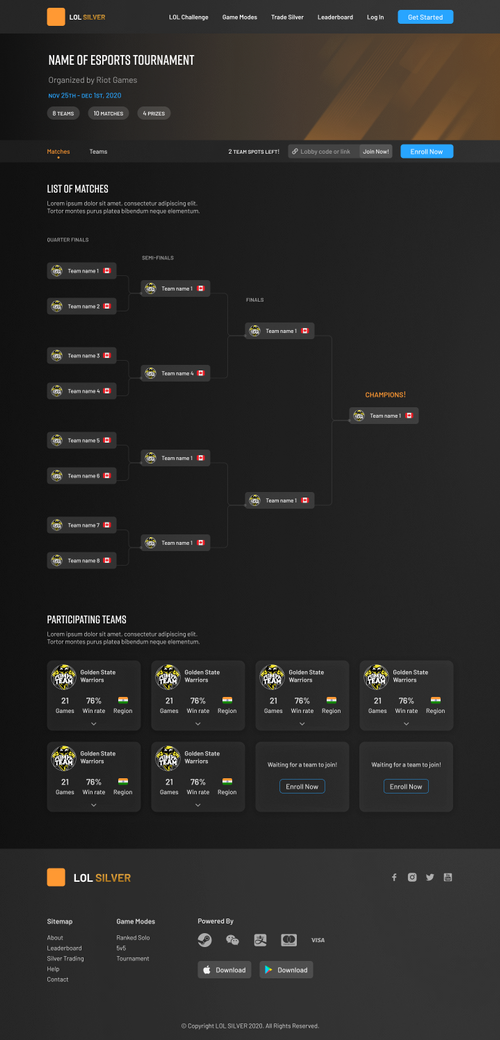 LOL SILVER
LOL Challenge Game Modes Trade Silver Leaderboard Log In Get Started
NAME OF ESPORTS TOURNAMENT
Organized by Riot Games
NOV 25TH - DEC 1ST, 2020
8 TEAMS 10 MATCHES 4 PRIZES
Matches Teams 2 TEAM SPOTS LEFT! Lobby code or link Join Now! Enroll Now
LIST OF MATCHES
Lorem ipsum dolor sit amet, consectetur adipiscing elit.
Tortor montes purus platea bibendum neque elementum.
QUARTER FINALS
SEMI-FINALS
Team name 1
Team name 1
FINALS
Team name 2
Team name 1
Team name 3
Team name 4
Team name 4
CHAMPIONS!
Team name 1
Team name 5
Team name 1
Team name 6
Team name 1
Team name 7
Team name 1
Team name 8
PARTICIPATING TEAMS
Lorem ipsum dolor sit amet, consectetur adipiscing elit.
Tortor montes purus platea bibendum neque elementum.
Golden State Golden State Golden State Golden State
Warriors Warriors Warriors Warriors
21 76% 21 76% 21 76% 21 76%
Games Win rate Region Games Win rate Region Games Win rate Region Games Win rate Region
Golden State Golden State
Warriors Warriors
Waiting for a team to join! Waiting for a team to join!
21 76% 21 76% Enroll Now Enroll Now
Games Win rate Region Games Win rate Region
LOL SILVER
Sitemap Game Modes Powered By
About Ranked Solo
Leaderboard 5v5
Silver Trading Tournament
Help
Contact
VISA
Download Download
© Copyright LOL SILVER 2020. All Rights Reserved.